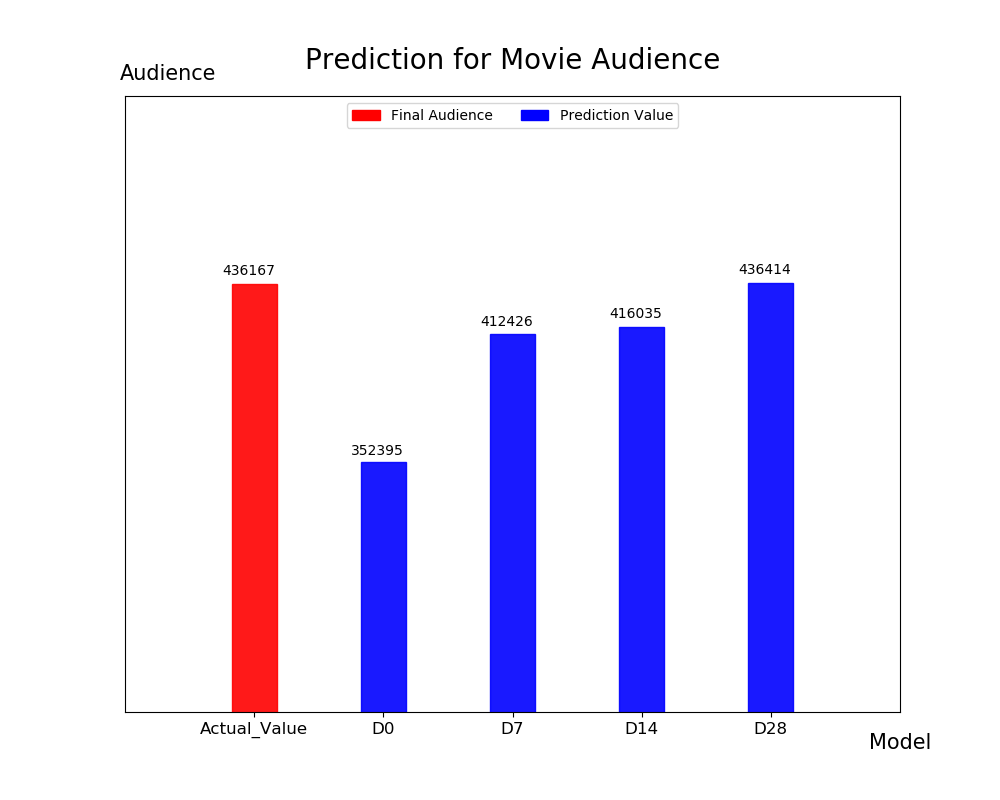 Prediction for Movie Audience
Audience
Final Audience
Prediction Value
436167
352395
412426
416035
436414
Actual_Value
D0
D7
D14
D28
Model